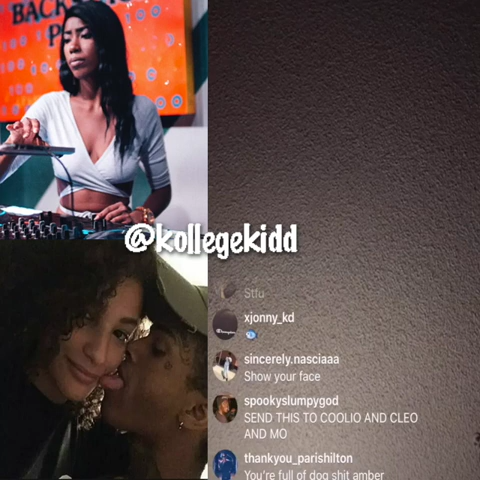 BACKS
P
@kollegekidd
Stfu
xjonny_kd
sincerely.nasciaaa
Show your face
spookyslumpygod
SEND THIS TO COOLIO AND CLEO
AND MO
thankyou_parishilton
You're full of dog shit amber